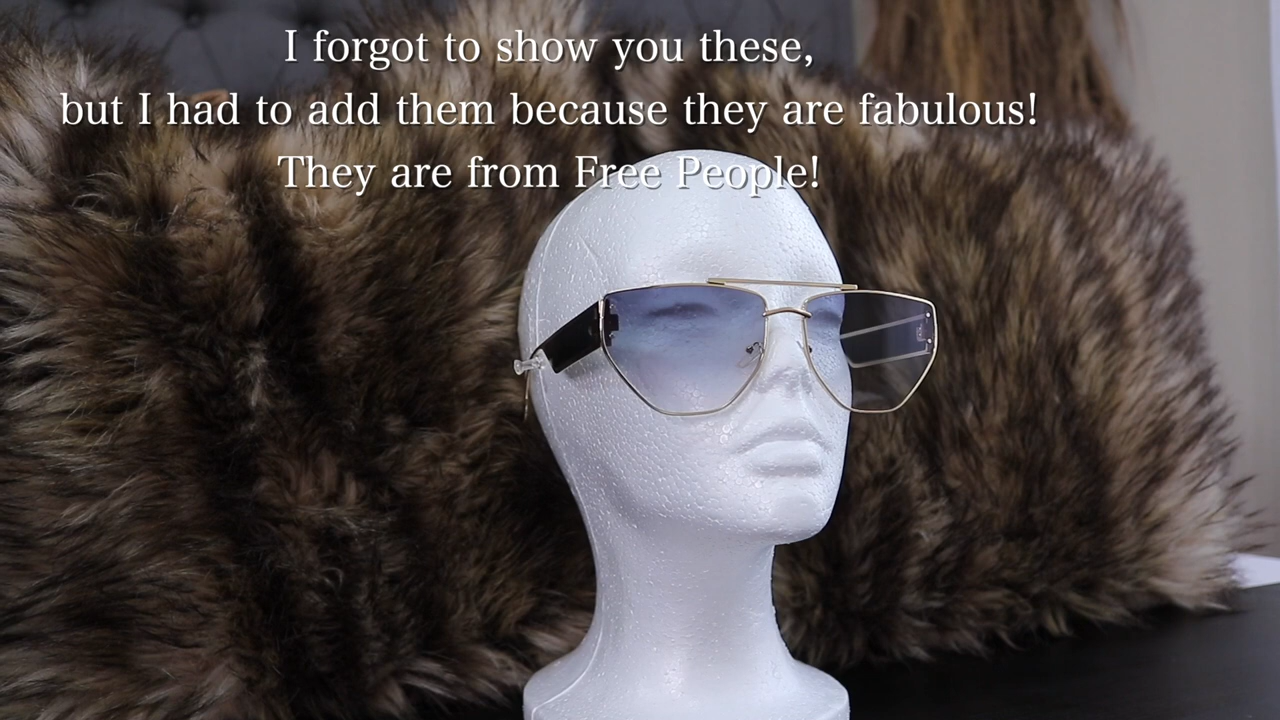 I forgot to show you these,
but I had to add them because they are fabulous!
They are from Free People!